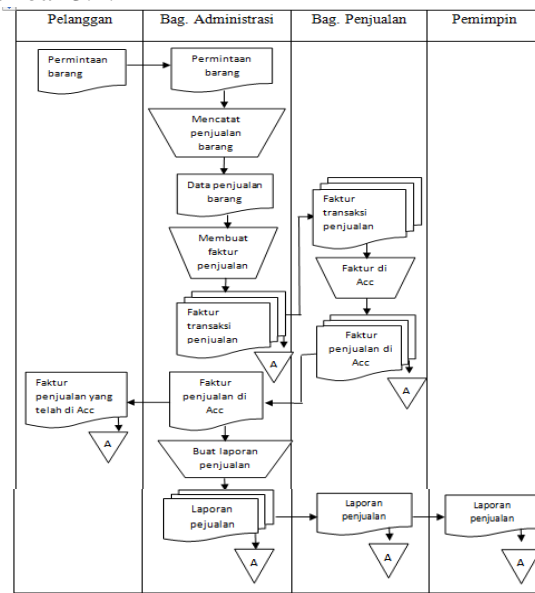 Pelanggan
Bag. Administrasi
Bag. Penjualan
Pemimpin
Permintaan
barang
Permintaan
barang
Mencatat
penjualan
barang
Data penjualan
barang
Membuat
faktur
penjualan
Faktur
transaksi
penjualan
A
Faktur
transaksi
penjualan
Faktur di
Acc
Faktur
penjualan di
Acc
A
Faktur
penjualan di
Acc
Faktur
penjualan yang
telah di Acc
A
Buat laporan
penjualan
Laporan
pejualan
A
Laporan
penjualan
A
Laporan
penjualan
A